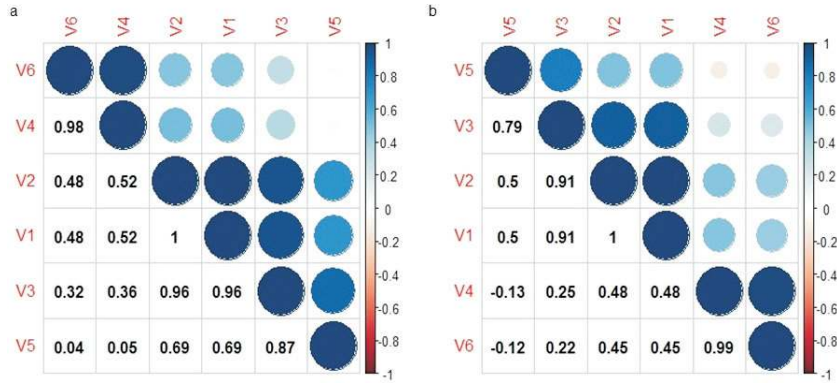 a
V6 V4 V2 V1 V3 V5
V6
V4 0.98
V2 0.48 0.52
V1 0.48 0.52 1
V3 0.32 0.36 0.96 0.96
V5 0.04 0.05 0.69 0.69 0.87
1
0.8
0.6
0.4
0.2
0
-0.2
-0.4
-0.6
-0.8
-1
b
V5 V3 V2 V1 V4 V6
V5
V3 0.79
V2 0.5 0.91
V1 0.5 0.91 1
V4 -0.13 0.25 0.48 0.48
V6 -0.12 0.22 0.45 0.45 0.99
1
0.8
0.6
0.4
0.2
0
-0.2
-0.4
-0.6
-0.8
-1